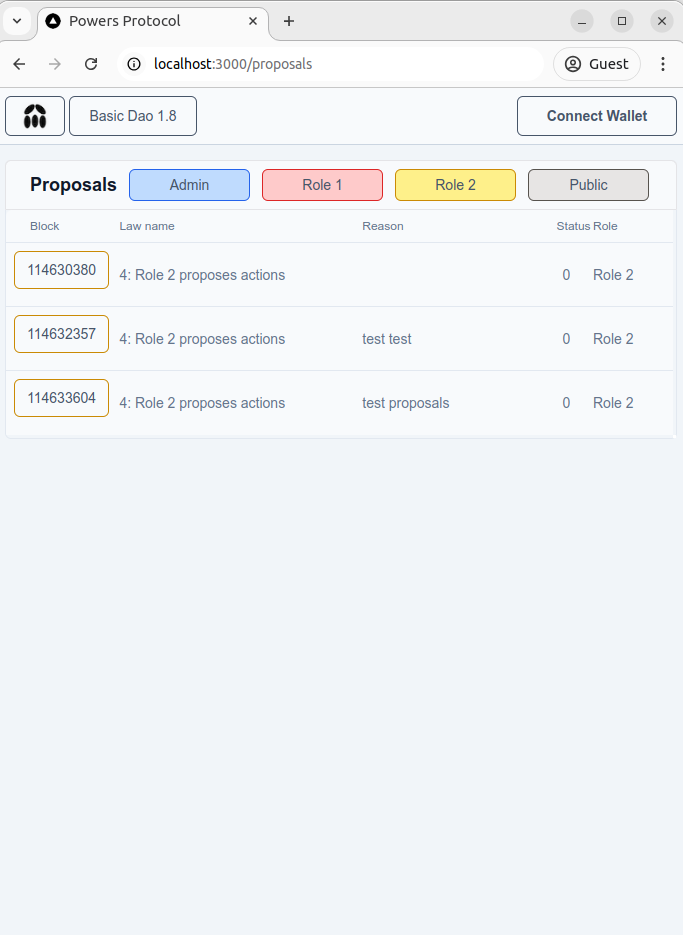 Powers Protocol
localhost:3000/proposals
Guest
Basic Dao 1.8
Connect Wallet
Proposals Admin Role 1 Role 2 Public
Block Law name Reason Status Role
114630380 4: Role 2 proposes actions 0 Role 2
114632357 4: Role 2 proposes actions test test 0 Role 2
114633604 4: Role 2 proposes actions test proposals 0 Role 2